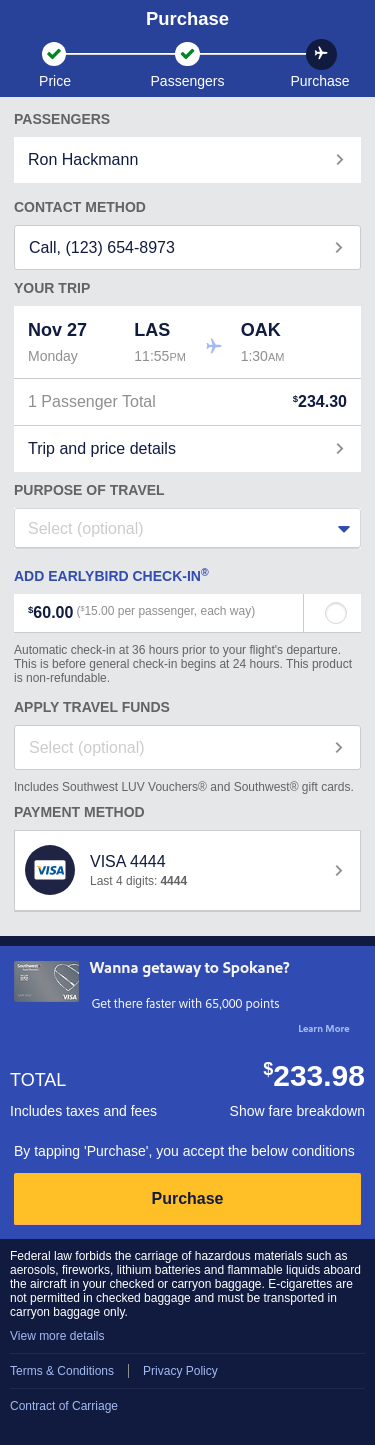 Purchase
Price
Passengers
Purchase
PASSENGERS
Ron Hackmann
CONTACT METHOD
Call, (123) 654-8973
YOUR TRIP
Nov 27 LAS OAK
Monday 11:55PM 1:30AM
1 Passenger Total $234.30
Trip and price details
PURPOSE OF TRAVEL
Select (optional)
ADD EARLYBIRD CHECK-IN®
$60.00 ($15.00 per passenger, each way)
Automatic check-in at 36 hours prior to your flight's departure.
This is before general check-in begins at 24 hours. This product
is non-refundable.
APPLY TRAVEL FUNDS
Select (optional)
Includes Southwest LUV Vouchers® and Southwest® gift cards.
PAYMENT METHOD
VISA
VISA 4444
Last 4 digits: 4444
Southwest
VISA
Wanna getaway to Spokane?
Get there faster with 65,000 points
Learn More
TOTAL $233.98
Includes taxes and fees Show fare breakdown
By tapping 'Purchase', you accept the below conditions
Purchase
Federal law forbids the carriage of hazardous materials such as
aerosols, fireworks, lithium batteries and flammable liquids aboard
the aircraft in your checked or carryon baggage. E-cigarettes are
not permitted in checked baggage and must be transported in
carryon baggage only.
View more details
Terms & Conditions Privacy Policy
Contract of Carriage